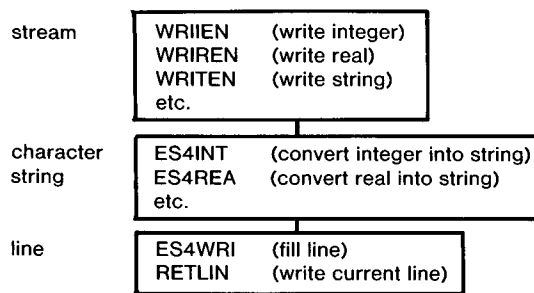 stream WRIIEN (write integer)
WRIREN (write real)
WRITEN (write string)
etc.
character ES4INT (convert integer into string)
string ES4REA (convert real into string)
etc.
line ES4WRI (fill line)
RETLIN (write current line)